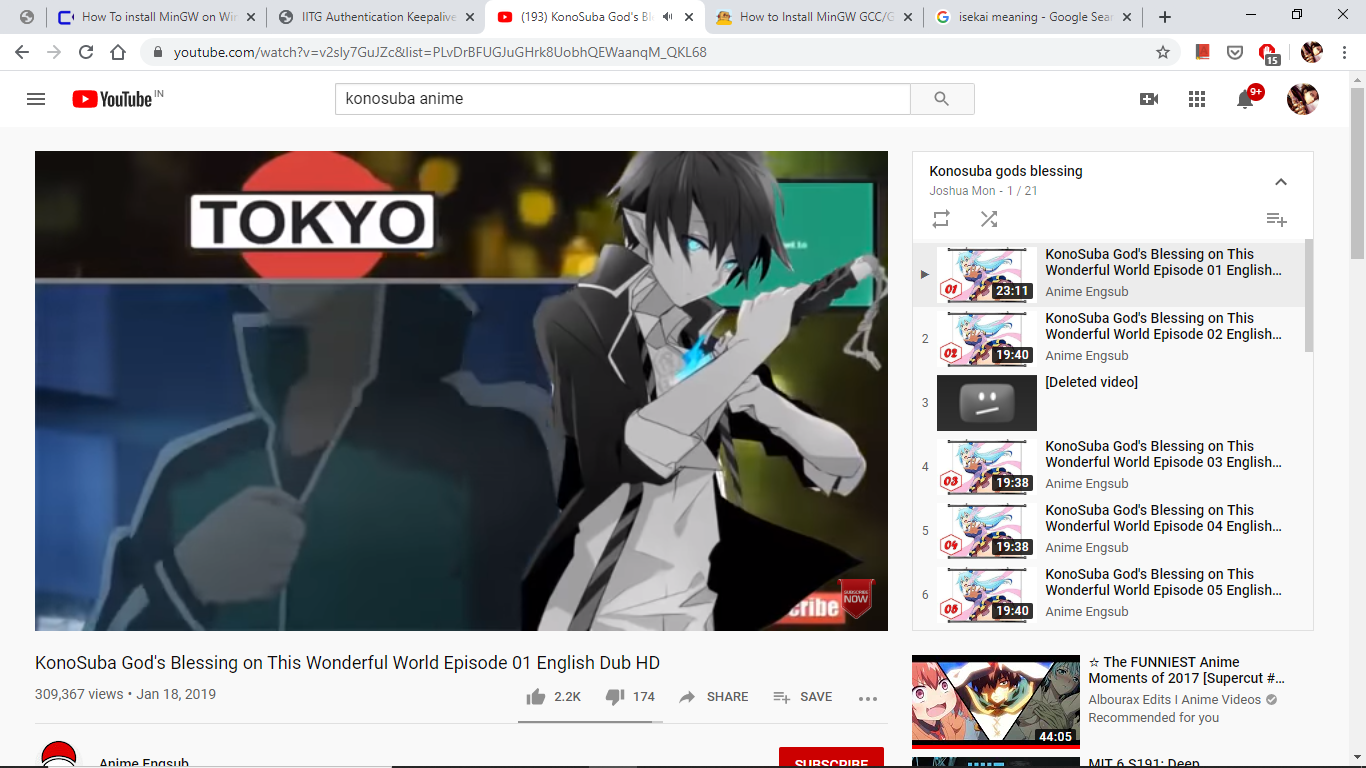 How To install MinGW on Win
IITG Authentication Keepalive
(193) KonoSuba God's Bl
How to Install MinGW GCC/G
isekai meaning - Google Sear
youtube.com/watch?v=v2sly7GuJZc&list=PLvDrBFUGJuGHrk8UobhQEWaanqM_QKL68
15
YouTube IN
konosuba anime
9+
TOKYO
SUBSCRIBE
NOW
cribe
KonoSuba God's Blessing on This Wonderful World Episode 01 English Dub HD
309,367 views • Jan 18, 2019
2.2K
174
SHARE
SAVE
Anime Engsub
SUBSCRIBE
Konosuba gods blessing
Joshua Mon - 1 / 21
01
23:11
KonoSuba God's Blessing on This
Wonderful World Episode 01 English...
Anime Engsub
2
02
19:40
KonoSuba God's Blessing on This
Wonderful World Episode 02 English...
Anime Engsub
3
[Deleted video]
4
03
19:38
KonoSuba God's Blessing on This
Wonderful World Episode 03 English...
Anime Engsub
5
04
19:38
KonoSuba God's Blessing on This
Wonderful World Episode 04 English...
Anime Engsub
6
05
19:40
KonoSuba God's Blessing on This
Wonderful World Episode 05 English...
Anime Engsub
44:05
☆ The FUNNIEST Anime
Moments of 2017 [Supercut #...
Albourax Edits I Anime Videos
Recommended for you
MIT 6.S191: Deep